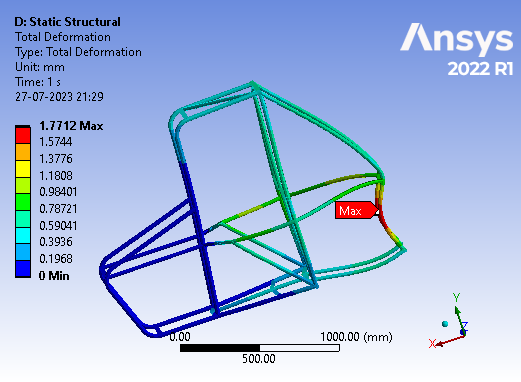 D: Static Structural
Total Deformation
Type: Total Deformation
Unit: mm
Time: 1 s
27-07-2023 21:29
Ansys
2022 R1
1.7712 Max
1.5744
1.3776
1.1808
0.98401
0.78721
0.59041
0.3936
0.1968
0 Min
Max
0.00
1000.00 (mm)
500.00
Y
X
Z